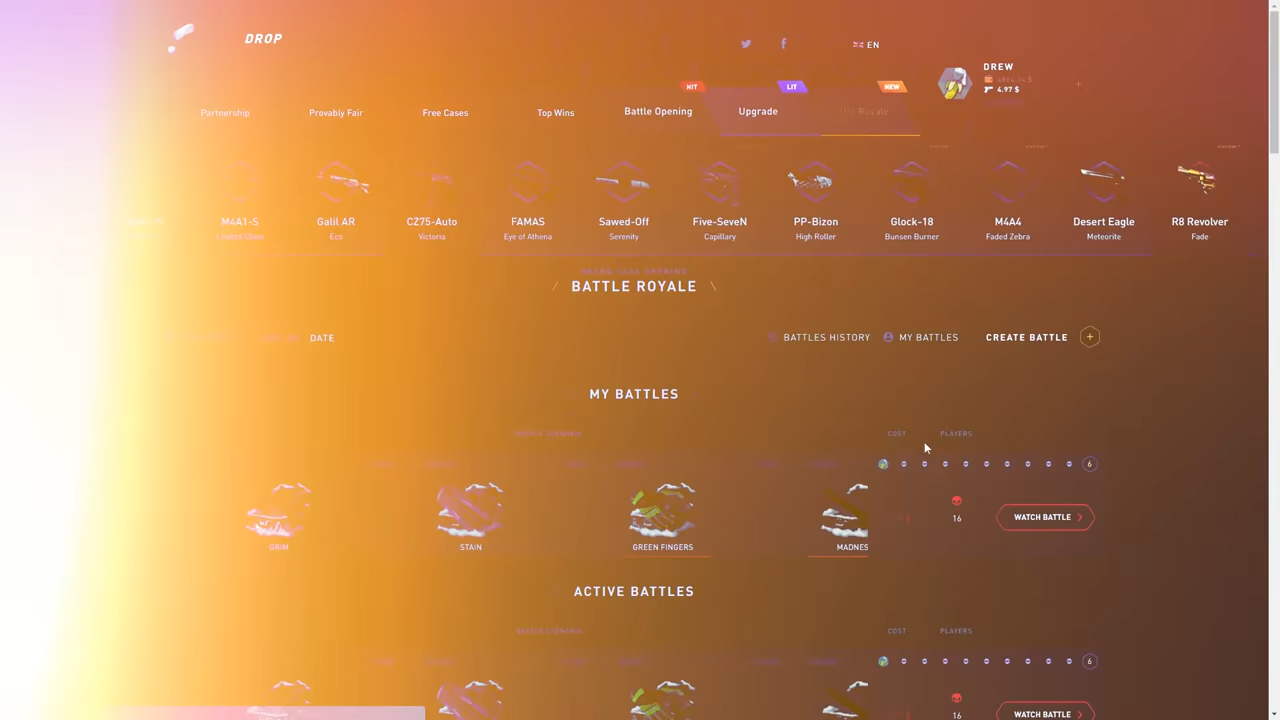 DROP
EN
DREW
4.97 $
HIT
LIT
NEW
Partnership
Provably Fair
Free Cases
Top Wins
Battle Opening
Upgrade
M4A1-S
Galil AR
CZ75-Auto
FAMAS
Sawed-Off
Five-SeveN
PP-Bizon
Glock-18
M4A4
Desert Eagle
R8 Revolver
Eco
Victoria
Eye of Athena
Serenity
Capillary
High Roller
Bunsen Burner
Faded Zebra
Meteorite
Fade
BATTLE ROYALE
DATE
BATTLES HISTORY
MY BATTLES
CREATE BATTLE
+
MY BATTLES
COST
PLAYERS
6
16
WATCH BATTLE
GRIM
STAIN
GREEN FINGERS
MADNES
ACTIVE BATTLES
COST
PLAYERS
6
16
WATCH BATTLE